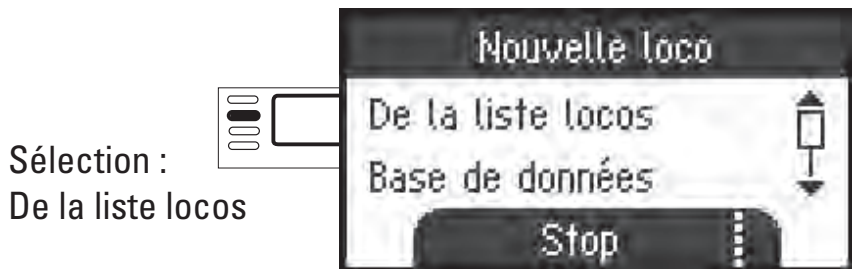 Nouvelle loco
De la liste locos
Base de données
Stop
Sélection :
De la liste locos